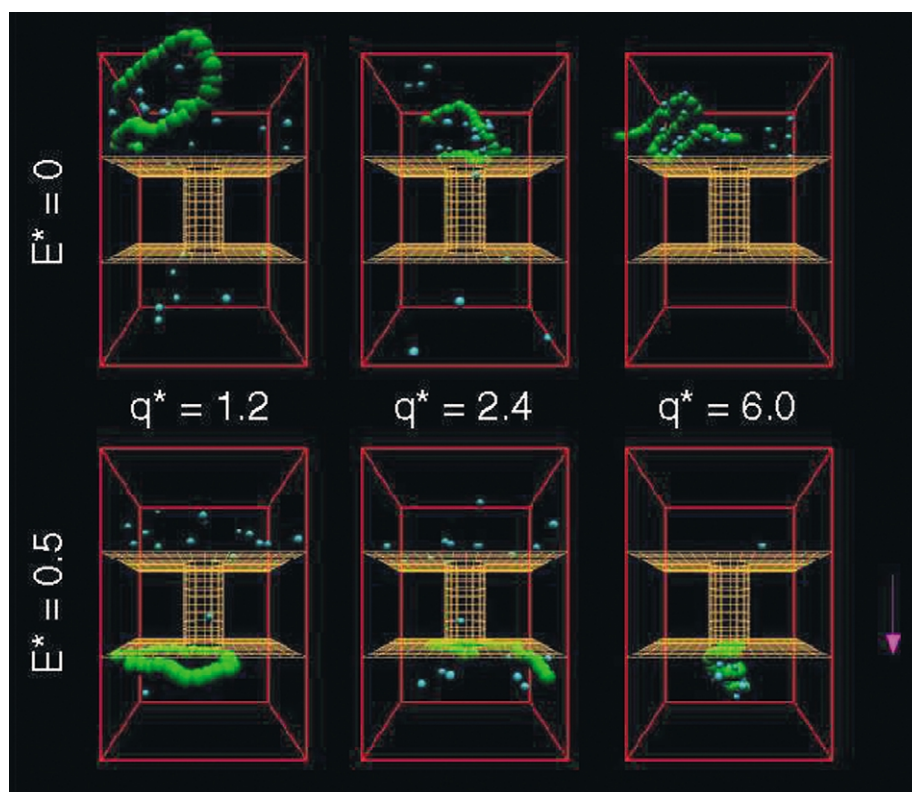 E* = 0
q* = 1.2
q* = 2.4
q* = 6.0
E* = 0.5